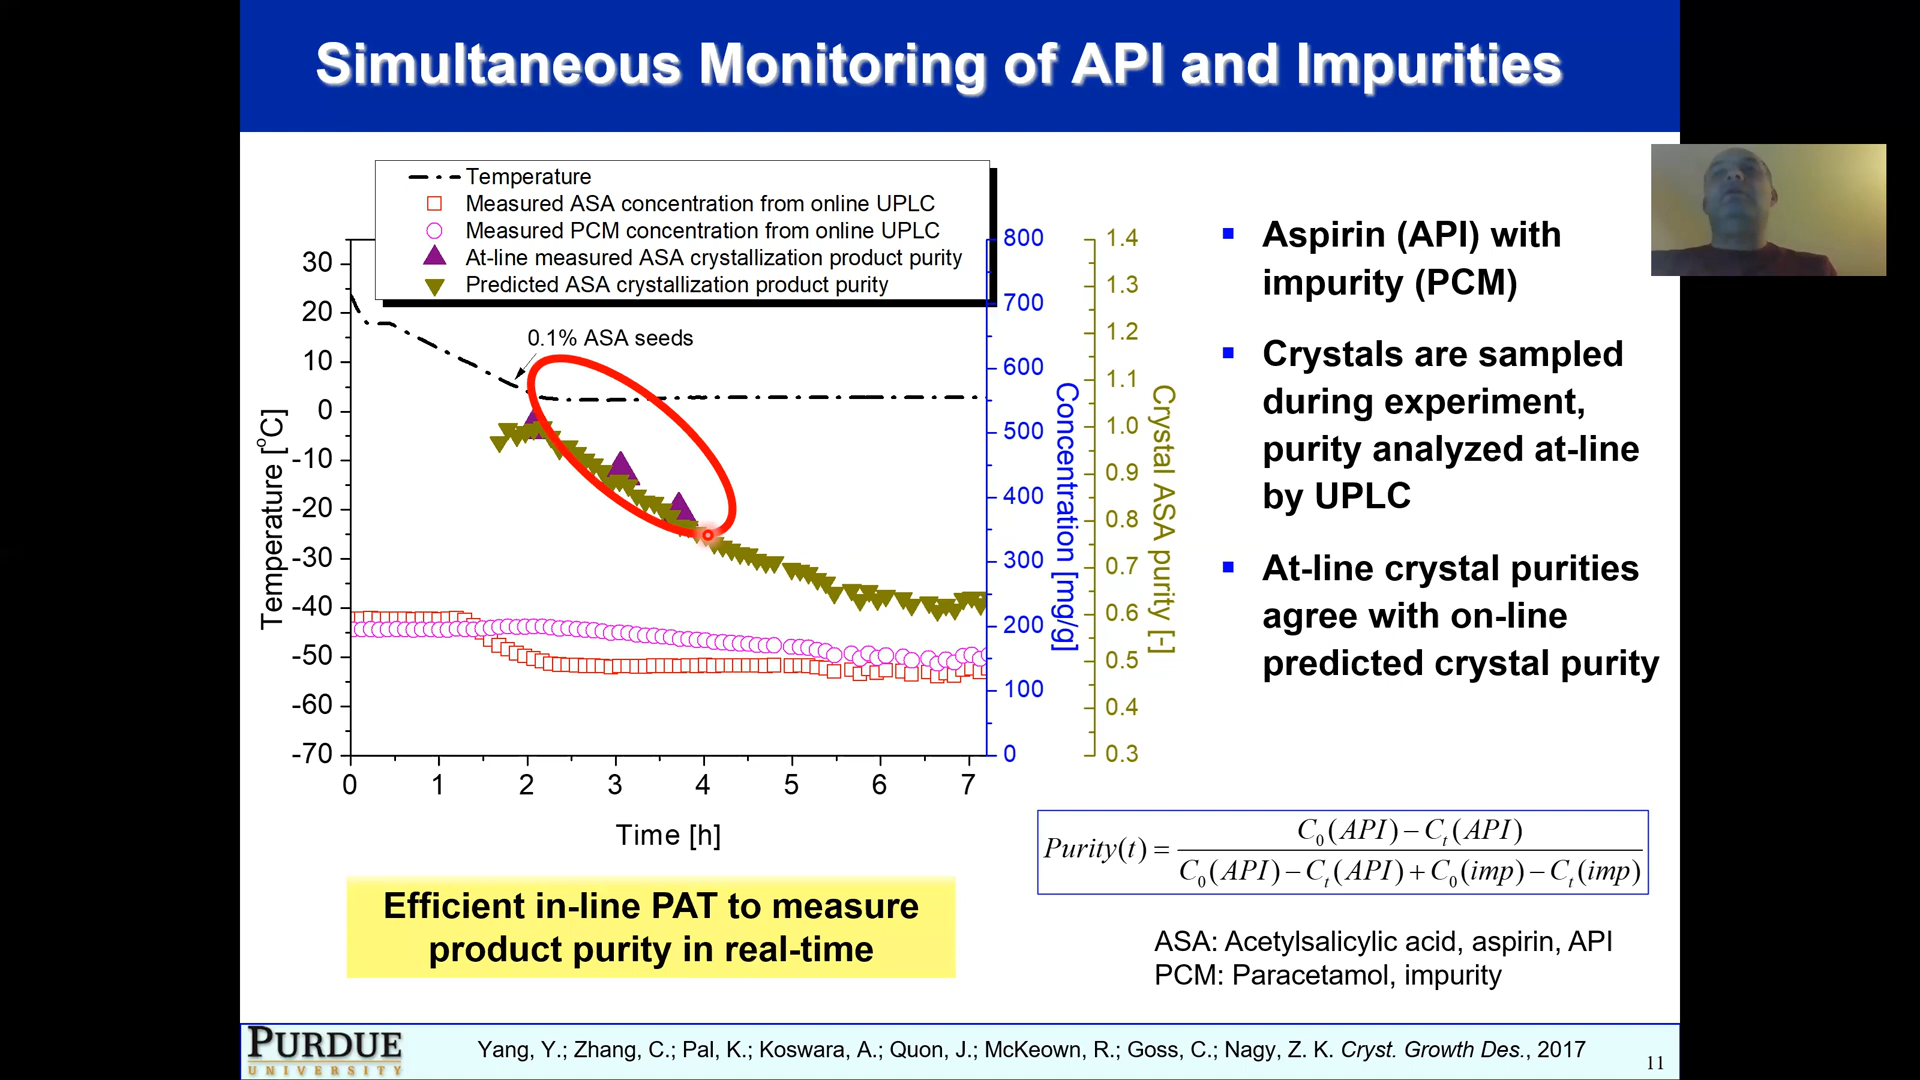 Simultaneous Monitoring of API and Impurities
Temperature
Measured ASA concentration from online UPLC
Measured PCM concentration from online UPLC
At-line measured ASA crystallization product purity
Predicted ASA crystallization product purity
0.1% ASA seeds
Temperature [°C]
30
20
10
0
-10
-20
-30
-40
-50
-60
-70
0 1 2 3 4 5 6 7
Time [h]
800
700
600
500
400
300
200
100
0
Concentration [mg/g]
1.4
1.3
1.2
1.1
1.0
0.9
0.8
0.7
0.6
0.5
0.4
0.3
Crystal ASA purity [-]
Aspirin (API) with
impurity (PCM)
Crystals are sampled
during experiment,
purity analyzed at-line
by UPLC
At-line crystal purities
agree with on-line
predicted crystal purity
Efficient in-line PAT to measure
product purity in real-time
C₀(API) − Cₜ(API)
Purity(t) =
C₀(API) − Cₜ(API) + C₀(imp) − Cₜ(imp)
ASA: Acetylsalicylic acid, aspirin, API
PCM: Paracetamol, impurity
PURDUE
UNIVERSITY
Yang, Y.; Zhang, C.; Pal, K.; Koswara, A.; Quon, J.; McKeown, R.; Goss, C.; Nagy, Z. K. Cryst. Growth Des., 2017
11